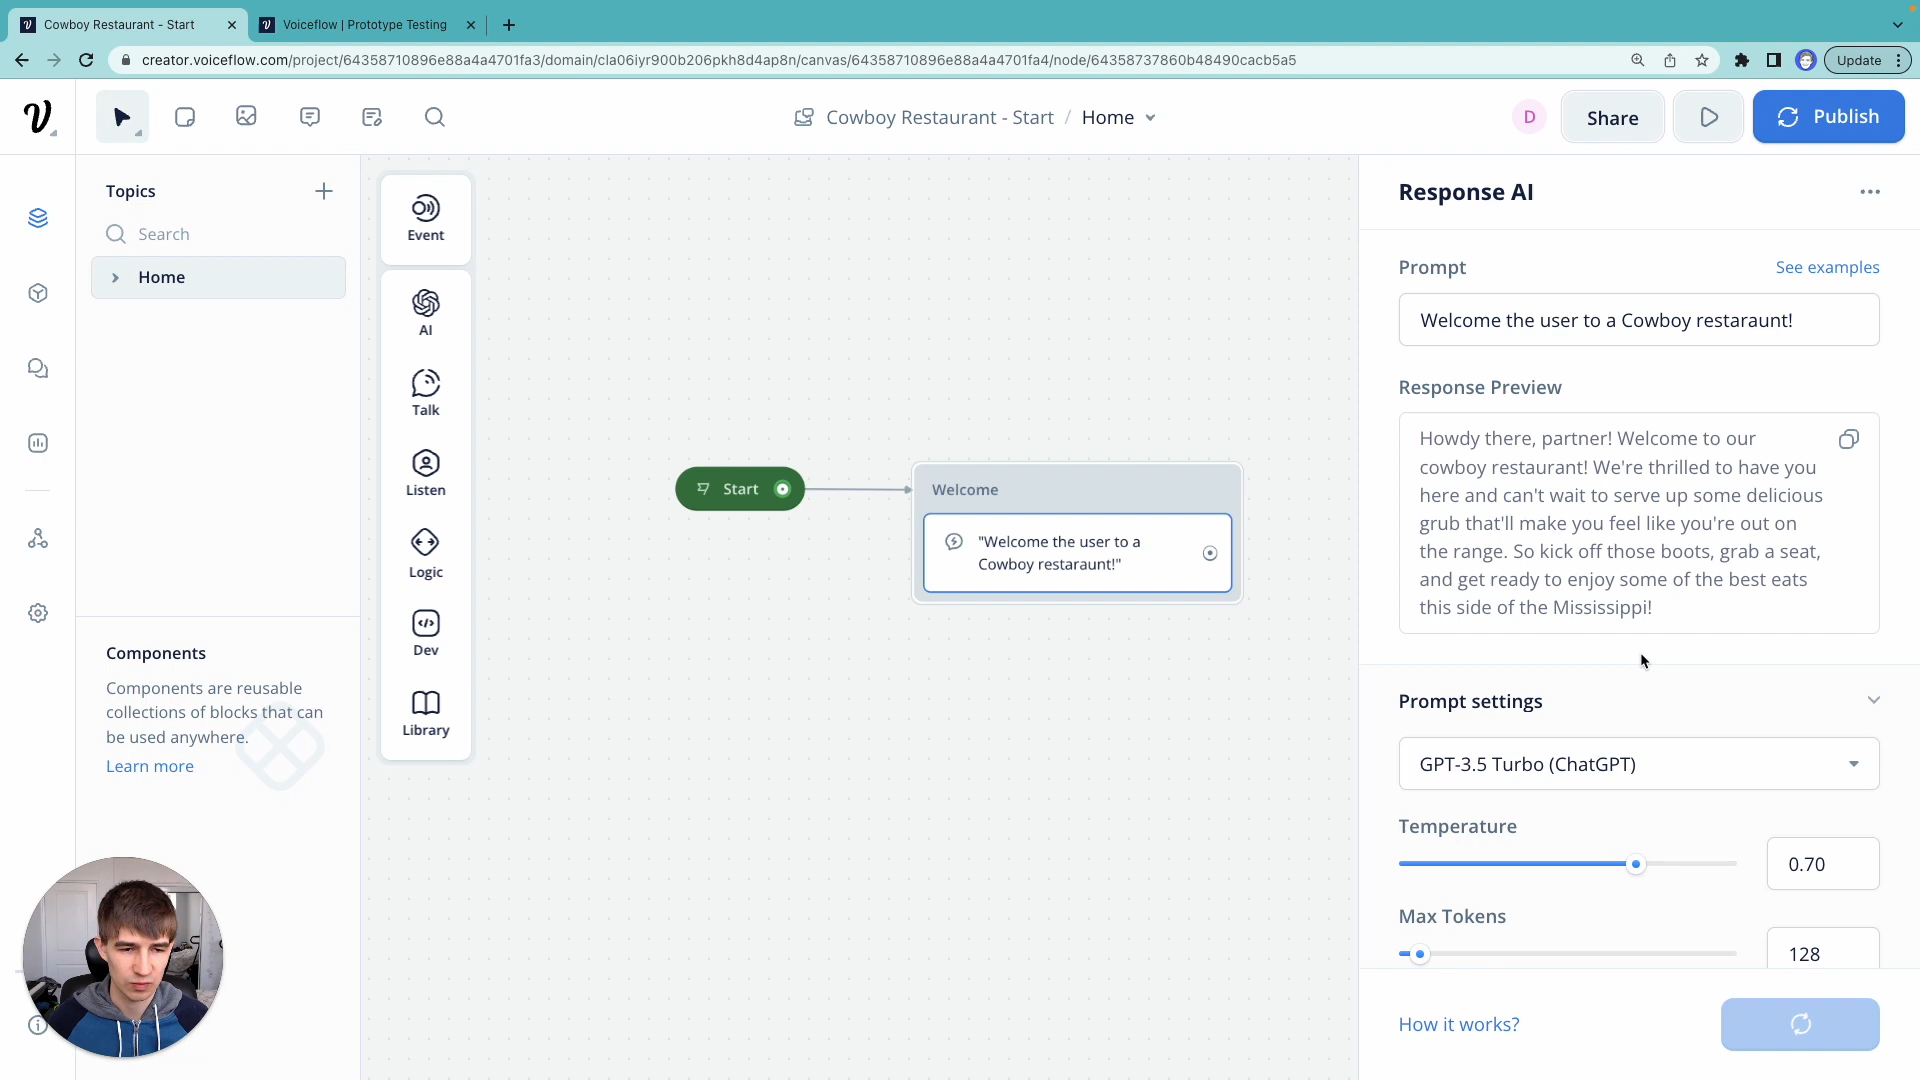 Cowboy Restaurant - Start
Voiceflow | Prototype Testing
creator.voiceflow.com/project/64358710896e88a4a4701fa3/domain/cla06iyr900b206pkh8d4ap8n/canvas/64358710896e88a4a4701fa4/node/64358737860b48490cacb5a5
Update
Cowboy Restaurant - Start / Home
D
Share
Publish
Topics
Search
Home
Event
AI
Talk
Listen
Logic
Dev
Library
Components
Components are reusable
collections of blocks that can
be used anywhere.
Learn more
Start
Welcome
"Welcome the user to a
Cowboy restaraunt!"
Response AI
Prompt
See examples
Welcome the user to a Cowboy restaraunt!
Response Preview
Howdy there, partner! Welcome to our
cowboy restaurant! We're thrilled to have you
here and can't wait to serve up some delicious
grub that'll make you feel like you're out on
the range. So kick off those boots, grab a seat,
and get ready to enjoy some of the best eats
this side of the Mississippi!
Prompt settings
GPT-3.5 Turbo (ChatGPT)
Temperature
0.70
Max Tokens
128
How it works?